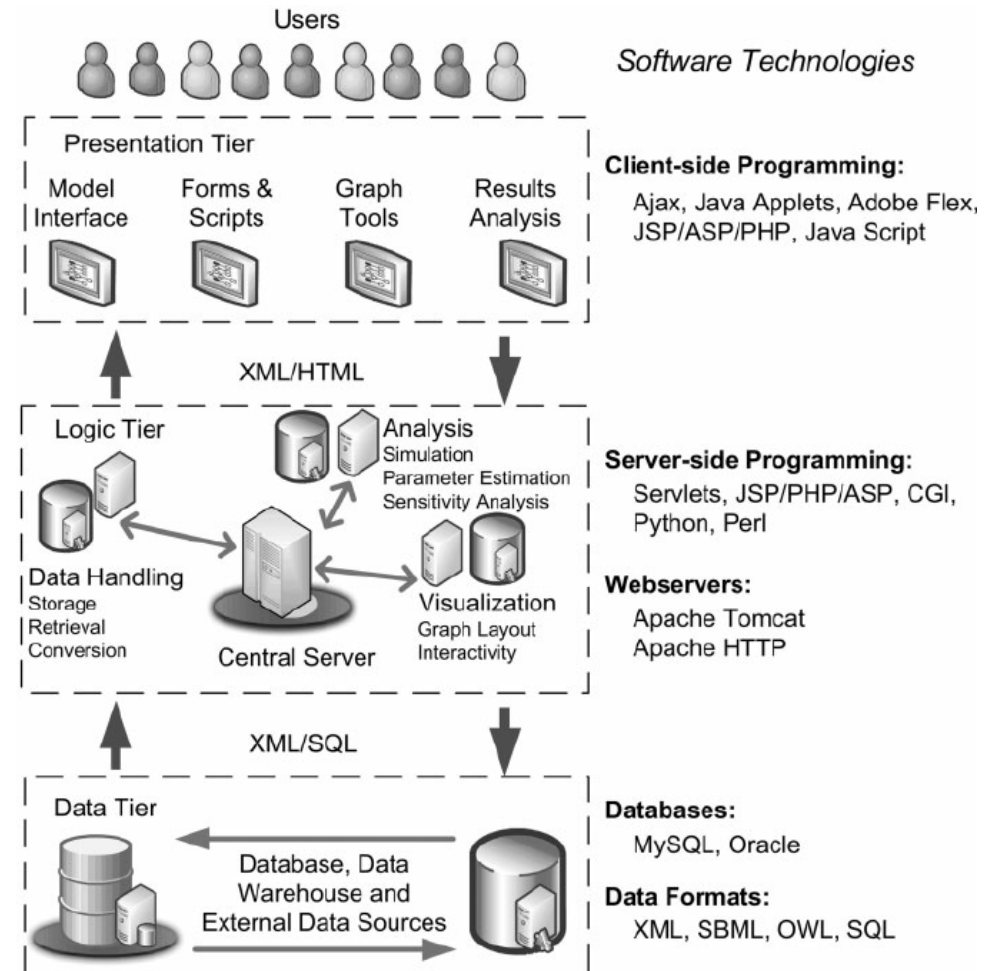 Users
Software Technologies
Presentation Tier
Model
Interface
Forms &
Scripts
Graph
Tools
Results
Analysis
Client-side Programming:
Ajax, Java Applets, Adobe Flex,
JSP/ASP/PHP, Java Script
XML/HTML
Logic Tier
Analysis
Simulation
Parameter Estimation
Sensitivity Analysis
Data Handling
Storage
Retrieval
Conversion
Central Server
Visualization
Graph Layout
Interactivity
Server-side Programming:
Servlets, JSP/PHP/ASP, CGI,
Python, Perl
Webservers:
Apache Tomcat
Apache HTTP
XML/SQL
Data Tier
Database, Data
Warehouse and
External Data Sources
Databases:
MySQL, Oracle
Data Formats:
XML, SBML, OWL, SQL